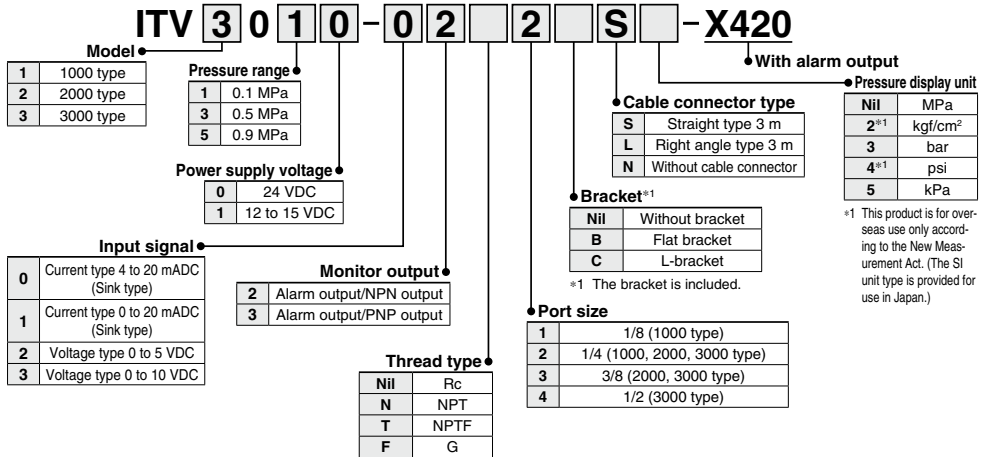 ITV 3 0 1 0 - 0 2 2 S - X420
With alarm output
Model
1 1000 type
2 2000 type
3 3000 type
Pressure range
1 0.1 MPa
3 0.5 MPa
5 0.9 MPa
Power supply voltage
0 24 VDC
1 12 to 15 VDC
Input signal
0 Current type 4 to 20 mADC
(Sink type)
1 Current type 0 to 20 mADC
(Sink type)
2 Voltage type 0 to 5 VDC
3 Voltage type 0 to 10 VDC
Monitor output
2 Alarm output/NPN output
3 Alarm output/PNP output
Thread type
Nil Rc
N NPT
T NPTF
F G
Port size
1 1/8 (1000 type)
2 1/4 (1000, 2000, 3000 type)
3 3/8 (2000, 3000 type)
4 1/2 (3000 type)
Bracket*1
Nil Without bracket
B Flat bracket
C L-bracket
*1 The bracket is included.
Cable connector type
S Straight type 3 m
L Right angle type 3 m
N Without cable connector
Pressure display unit
Nil MPa
2*1 kgf/cm²
3 bar
4*1 psi
5 kPa
*1 This product is for over-
seas use only accord-
ing to the New Meas-
urement Act. (The SI
unit type is provided for
use in Japan.)